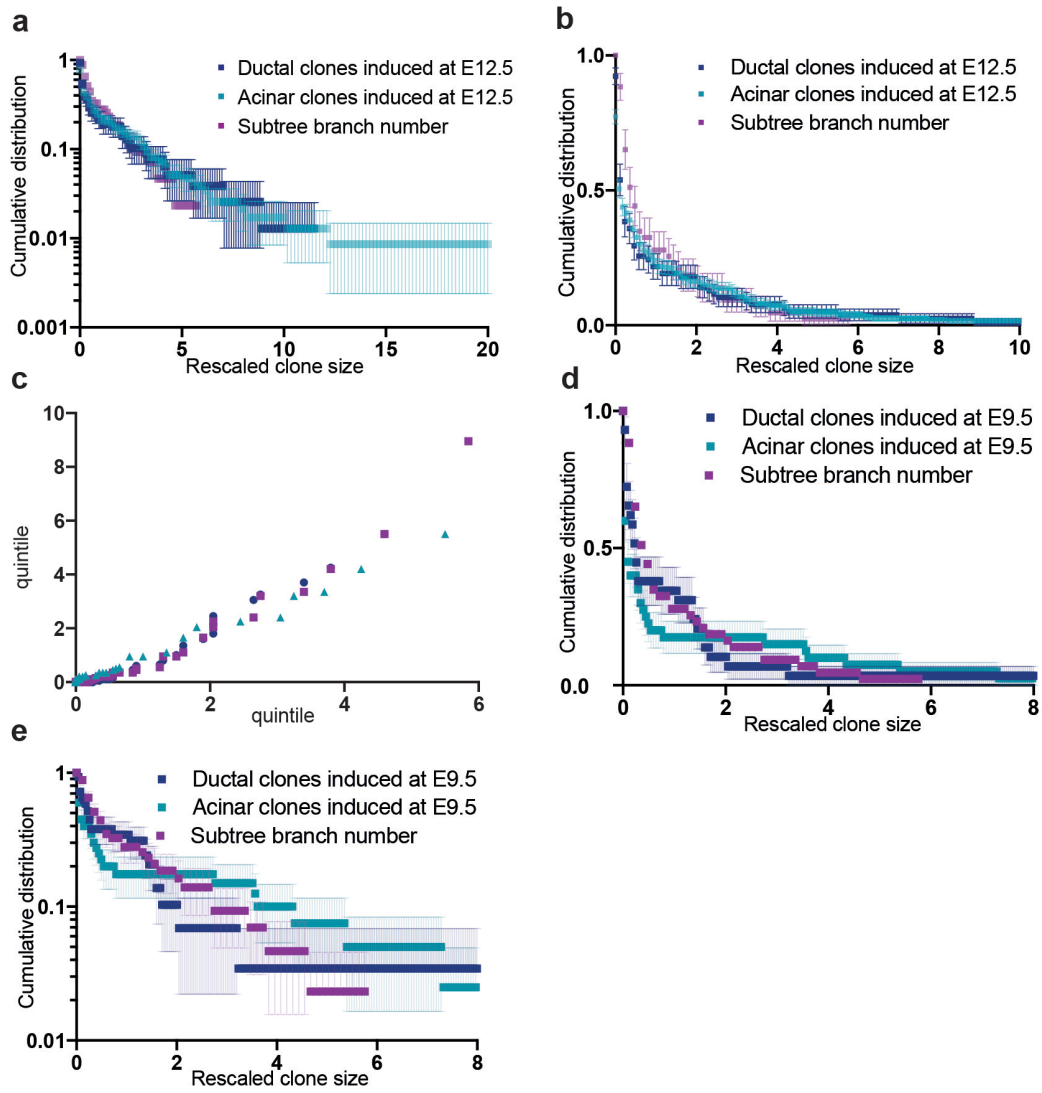 a
1
0.1
0.01
0.001
Cumulative distribution
Ductal clones induced at E12.5
Acinar clones induced at E12.5
Subtree branch number
0 5 10 15 20
Rescaled clone size
b
1.0
0.5
0.0
Cumulative distribution
Ductal clones induced at E12.5
Acinar clones induced at E12.5
Subtree branch number
0 2 4 6 8 10
Rescaled clone size
c
10
8
6
4
2
0
quintile
0 2 4 6
quintile
d
1.0
0.5
0.0
Cumulative distribution
Ductal clones induced at E9.5
Acinar clones induced at E9.5
Subtree branch number
0 2 4 6 8
Rescaled clone size
e
1
0.1
0.01
Cumulative distribution
Ductal clones induced at E9.5
Acinar clones induced at E9.5
Subtree branch number
0 2 4 6 8
Rescaled clone size